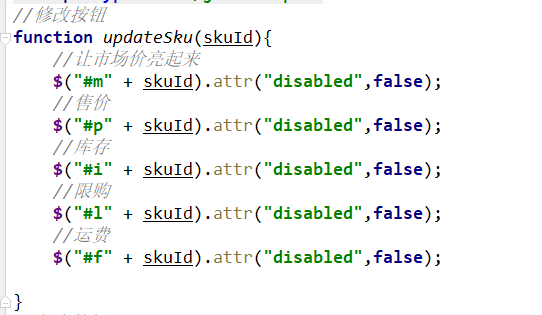 //修改按钮
function updateSku(skuId){
//让市场价亮起来
$("#m" + skuId).attr("disabled",false);
//售价
$("#p" + skuId).attr("disabled",false);
//库存
$("#i" + skuId).attr("disabled",false);
//限购
$("#l" + skuId).attr("disabled",false);
//运费
$("#f" + skuId).attr("disabled",false);
}